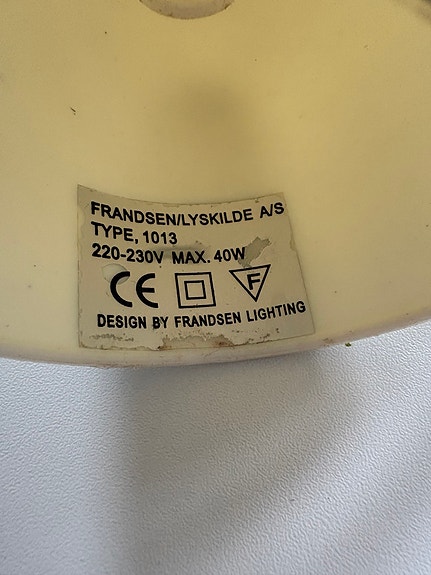 FRANDSEN/LYSKILDE A/S
TYPE, 1013
220-230V MAX. 40W
CE F
DESIGN BY FRANDSEN LIGHTING